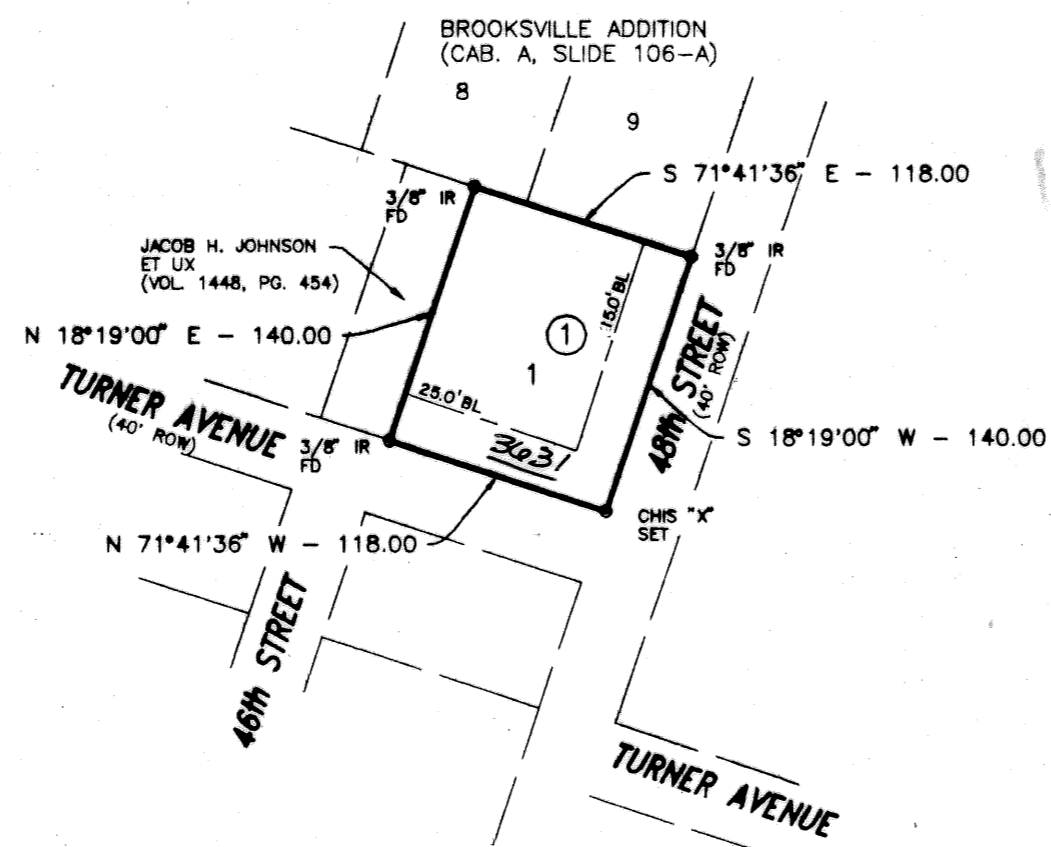 BROOKSVILLE ADDITION
(CAB. A, SLIDE 106-A)
8
9
S 71°41'36" E - 118.00
3/8" IR
FD
3/8" IR
FD
JACOB H. JOHNSON
ET UX
(VOL. 1448, PG. 454)
15.0' BL
1
N 18°19'00" E - 140.00
1
48th STREET
(40' ROW)
TURNER AVENUE
(40' ROW)
25.0' BL
3631
S 18°19'00" W - 140.00
3/8" IR
FD
CHIS "X"
SET
N 71°41'36" W - 118.00
46th STREET
TURNER AVENUE